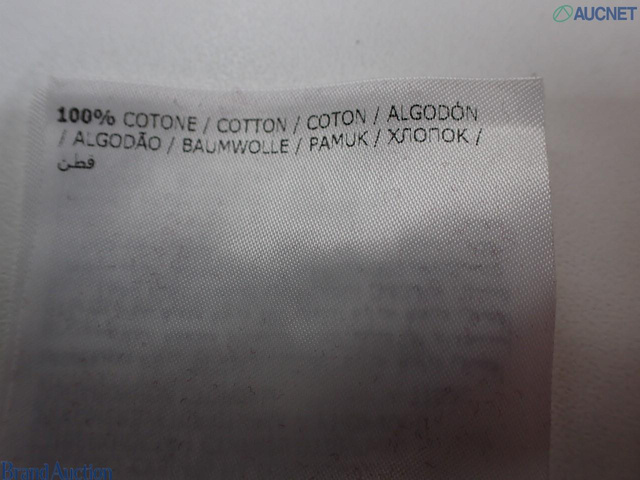 AUCNET
100% COTONE / COTTON / COTON / ALGODÓN
/ ALGODÃO / BAUMWOLLE / PAMUK / ХЛОПОК /
قطن
Brand Auction